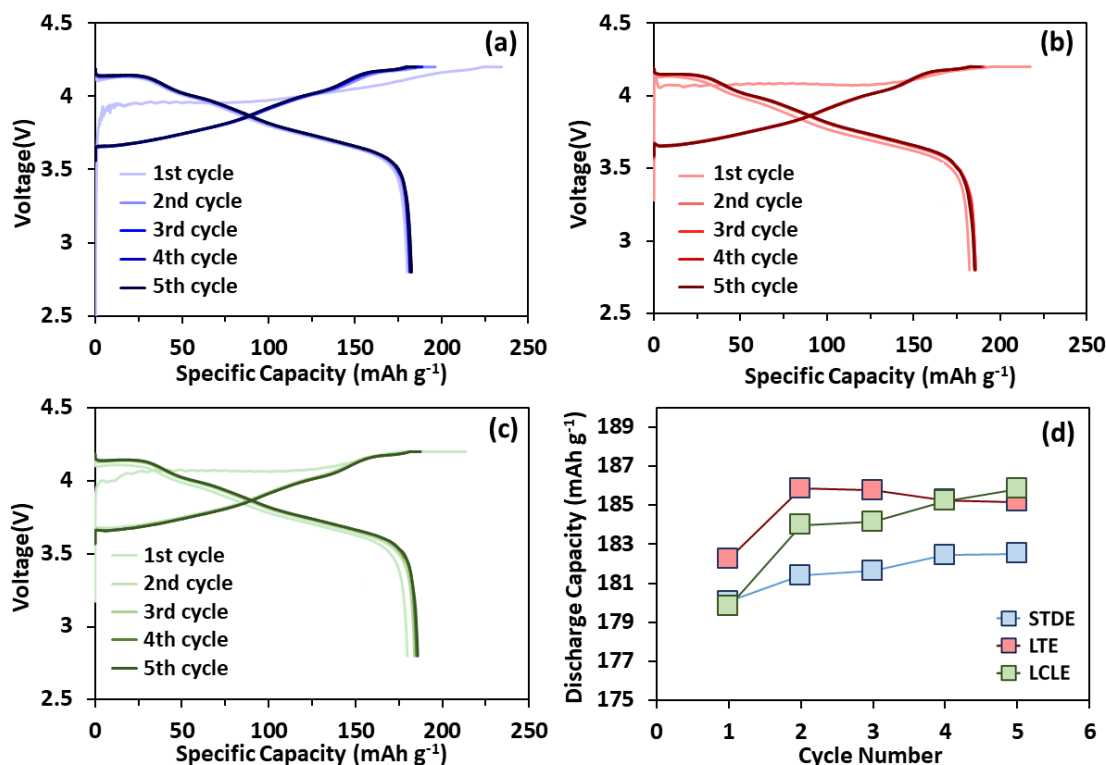 (a)
4.5
4
3.5
3
2.5
Voltage(V)
1st cycle
2nd cycle
3rd cycle
4th cycle
5th cycle
0 50 100 150 200 250
Specific Capacity (mAh g⁻¹)
(b)
4.5
4
3.5
3
2.5
Voltage(V)
1st cycle
2nd cycle
3rd cycle
4th cycle
5th cycle
0 50 100 150 200 250
Specific Capacity (mAh g⁻¹)
(c)
4.5
4
3.5
3
2.5
Voltage(V)
1st cycle
2nd cycle
3rd cycle
4th cycle
5th cycle
0 50 100 150 200 250
Specific Capacity (mAh g⁻¹)
(d)
189
187
185
183
181
179
177
175
Discharge Capacity (mAh g⁻¹)
STDE
LTE
LCLE
0 1 2 3 4 5 6
Cycle Number